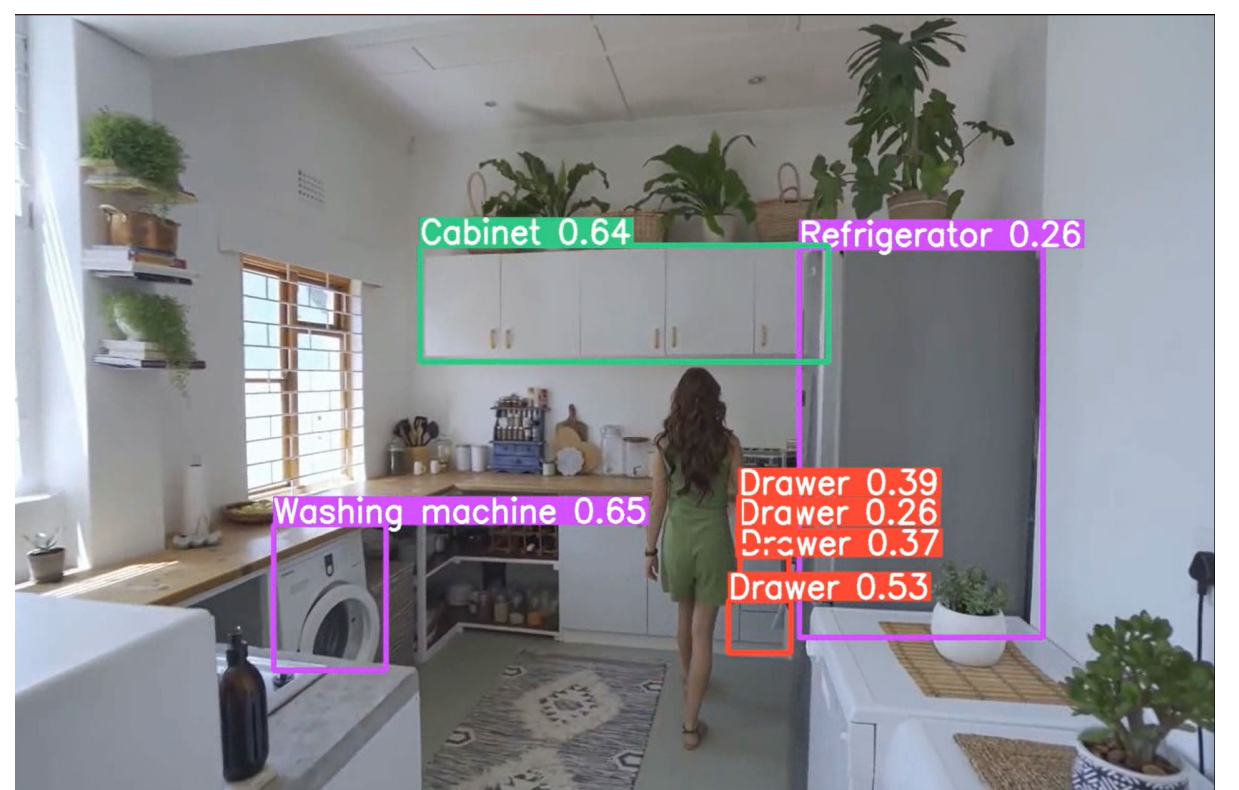 Cabinet 0.64
Refrigerator 0.26
Drawer 0.39
Washing machine 0.65
Drawer 0.26
Drawer 0.37
Drawer 0.53